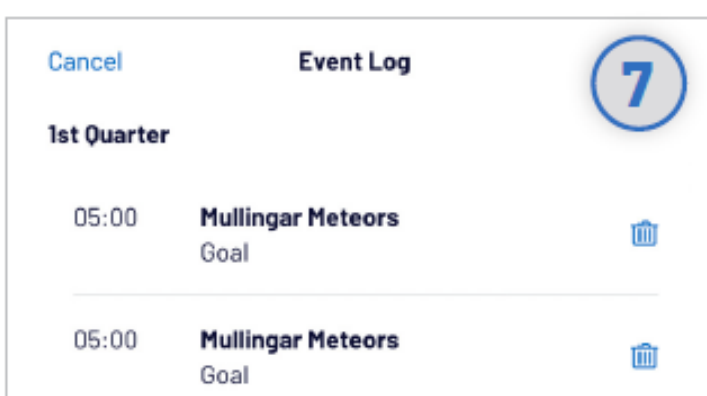 Cancel Event Log 7
1st Quarter
05:00 Mullingar Meteors
Goal
05:00 Mullingar Meteors
Goal